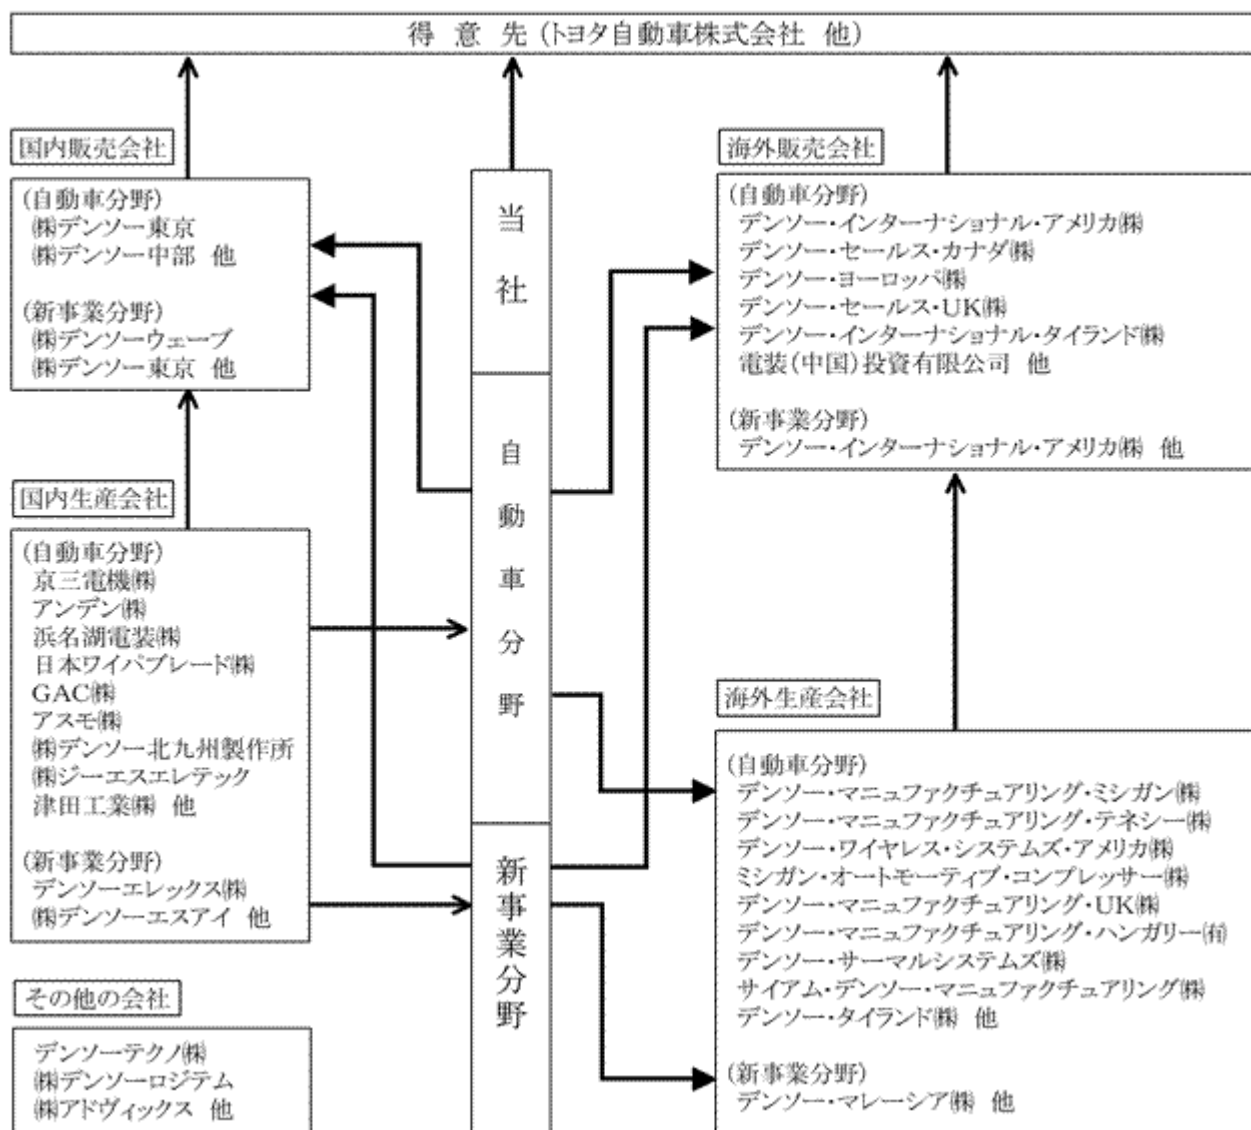 得 意 先 (トヨタ自動車株式会社 他)
国内販売会社
(自動車分野)
㈱デンソー東京
㈱デンソー中部 他
(新事業分野)
㈱デンソーウェーブ
㈱デンソー東京 他
国内生産会社
(自動車分野)
京三電機㈱
アンデン㈱
浜名湖電装㈱
日本ワイパブレード㈱
GAC㈱
アスモ㈱
㈱デンソー北九州製作所
㈱ジーエスエレテック
津田工業㈱ 他
(新事業分野)
デンソーエレックス㈱
㈱デンソーエスアイ 他
その他の会社
デンソーテクノ㈱
㈱デンソーロジテム
㈱アドヴィックス 他
当社
自動車分野
新事業分野
海外販売会社
(自動車分野)
デンソー・インターナショナル・アメリカ㈱
デンソー・セールス・カナダ㈱
デンソー・ヨーロッパ㈱
デンソー・セールス・UK㈱
デンソー・インターナショナル・タイランド㈱
電装(中国)投資有限公司 他
(新事業分野)
デンソー・インターナショナル・アメリカ㈱ 他
海外生産会社
(自動車分野)
デンソー・マニュファクチュアリング・ミシガン㈱
デンソー・マニュファクチュアリング・テネシー㈱
デンソー・ワイヤレス・システムズ・アメリカ㈱
ミシガン・オートモーティブ・コンプレッサー㈱
デンソー・マニュファクチュアリング・UK㈱
デンソー・マニュファクチュアリング・ハンガリー㈲
デンソー・サーマルシステムズ㈱
サイアム・デンソー・マニュファクチュアリング㈱
デンソー・タイランド㈱ 他
(新事業分野)
デンソー・マレーシア㈱ 他